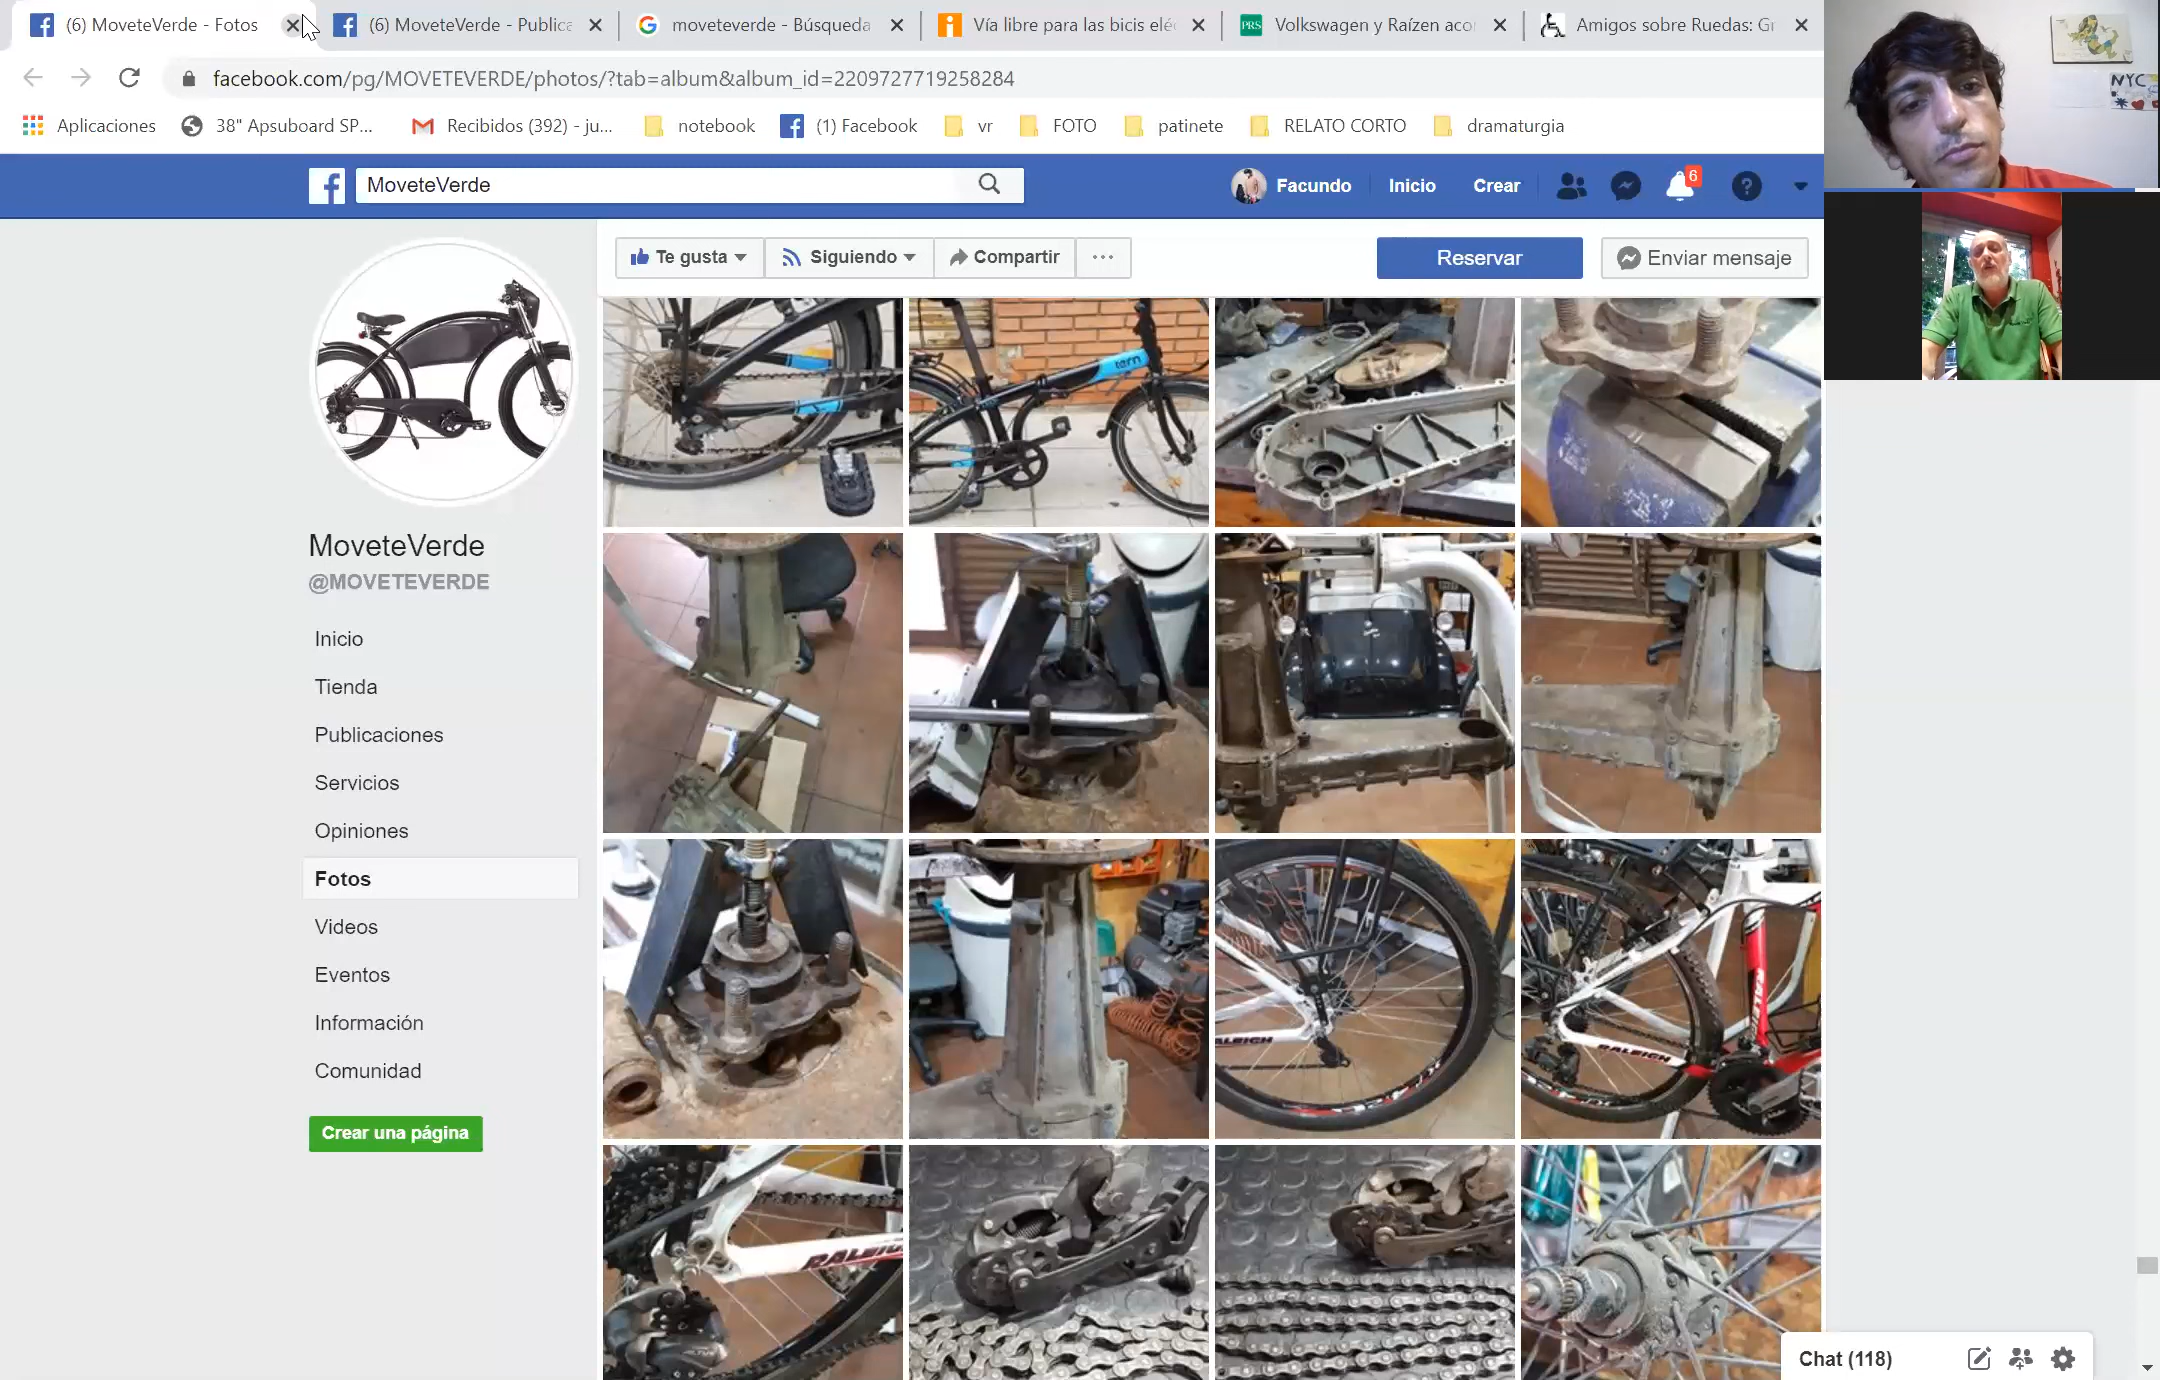 (6) MoveteVerde - Fotos
(6) MoveteVerde - Publica
moveteverde - Búsqueda
Vía libre para las bicis elé
Volkswagen y Raízen aco
Amigos sobre Ruedas: Gr
facebook.com/pg/MOVETEVERDE/photos/?tab=album&album_id=2209727719258284
Aplicaciones
38" Apsuboard SP...
Recibidos (392) - ju...
notebook
(1) Facebook
vr
FOTO
patinete
RELATO CORTO
dramaturgia
NYC
MoveteVerde
Facundo
Inicio
Crear
6
Te gusta
Siguiendo
Compartir
Reservar
Enviar mensaje
tern
MoveteVerde
@MOVETEVERDE
Inicio
Tienda
Publicaciones
Servicios
Opiniones
Fotos
Videos
Eventos
Información
Comunidad
Crear una página
RALEIGH
RALEIGH
RALEIGH
Chat (118)